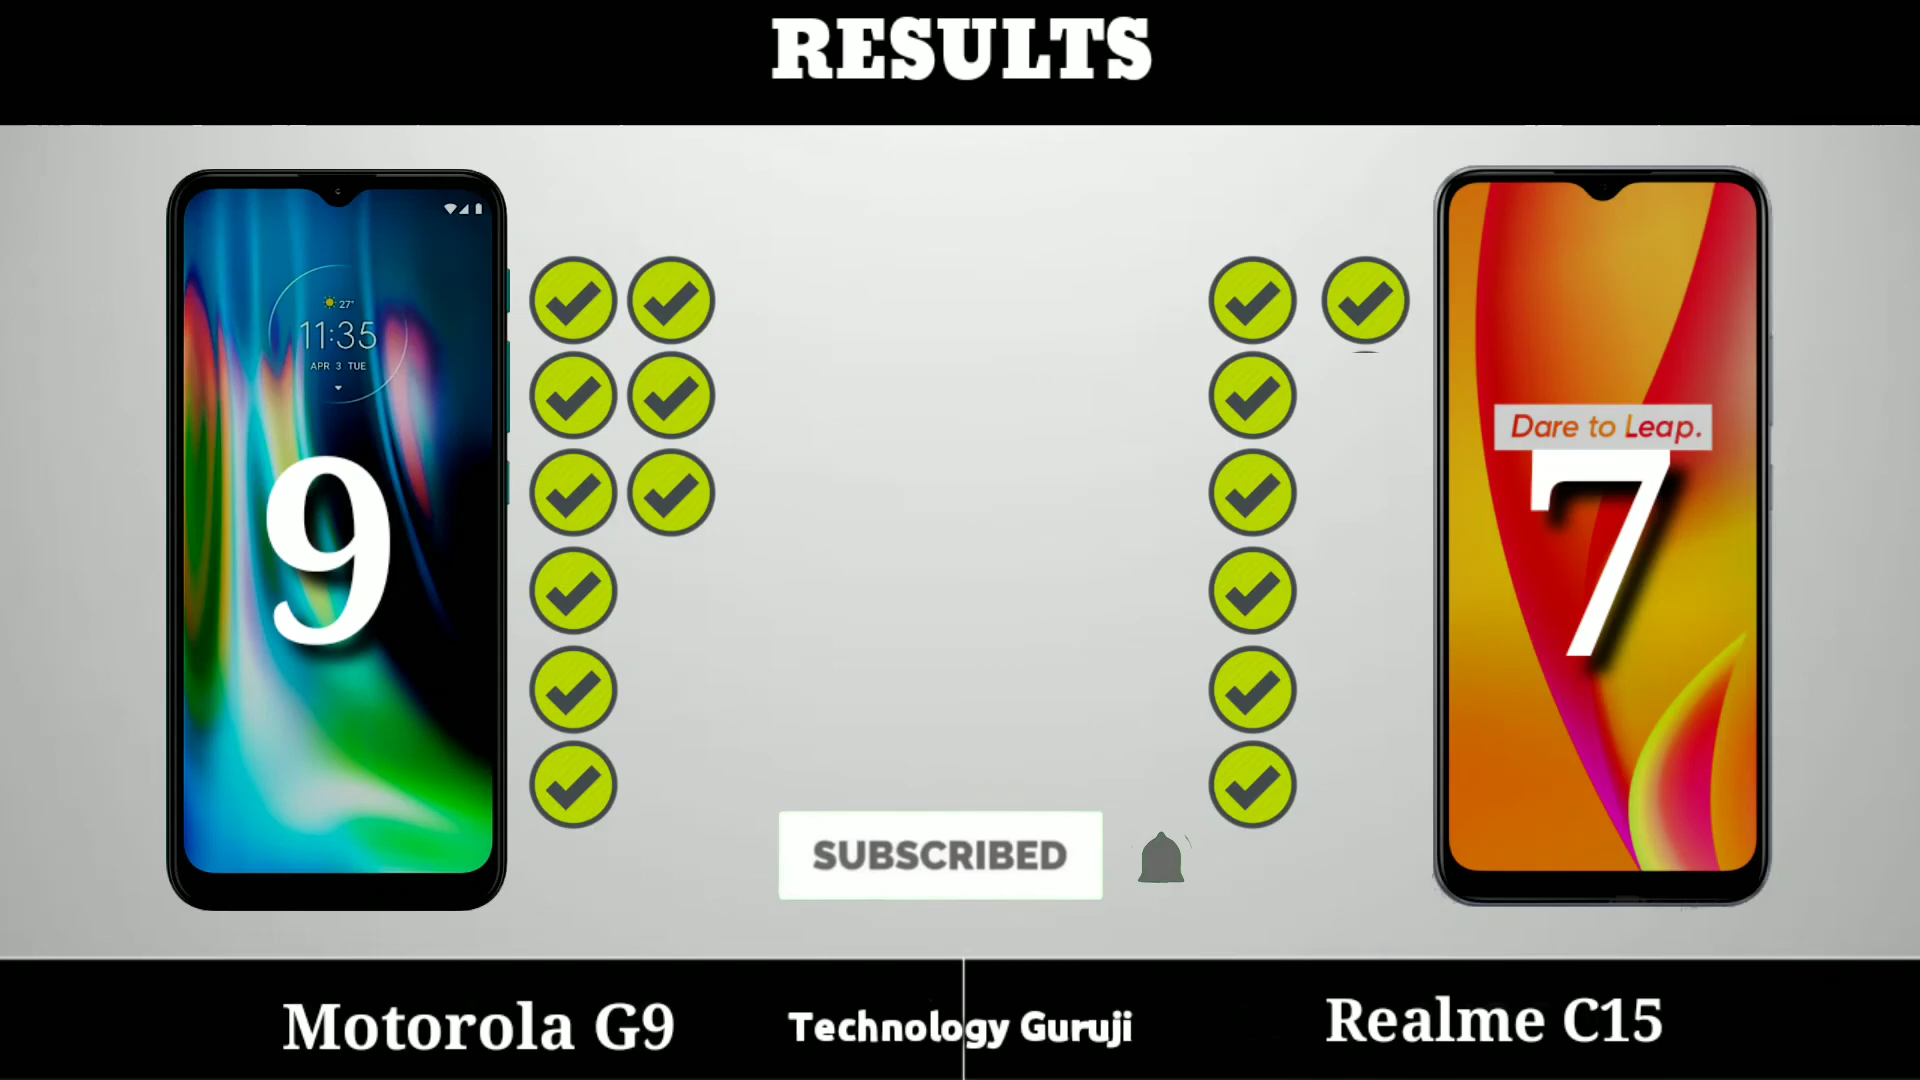 RESULTS
27°
11:35
APR 3 TUE
9
Dare to Leap.
7
SUBSCRIBED
Motorola G9
Technology Guruji
Realme C15